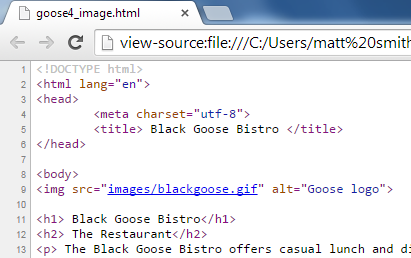 goose4_image.html
view-source:file:///C:/Users/matt%20smith
1 <!DOCTYPE html>
2 <html lang="en">
3 <head>
4 <meta charset="utf-8">
5 <title> Black Goose Bistro </title>
6 </head>
7
8 <body>
9 <img src="images/blackgoose.gif" alt="Goose logo">
10
11 <h1> Black Goose Bistro</h1>
12 <h2> The Restaurant</h2>
13 <p> The Black Goose Bistro offers casual lunch and